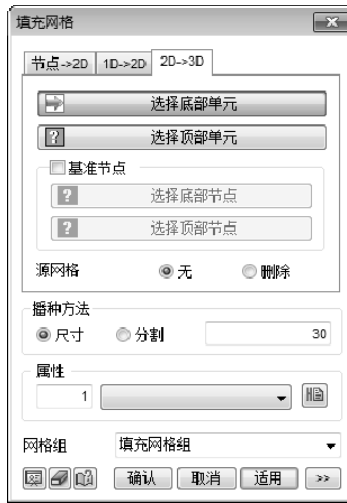 填充网格
节点->2D 1D->2D 2D->3D
选择底部单元
? 选择顶部单元
基准节点
? 选择底部节点
? 选择顶部节点
源网格 无 删除
播种方法
尺寸 分割 30
属性
1
网格组 填充网格组
确认 取消 适用 >>